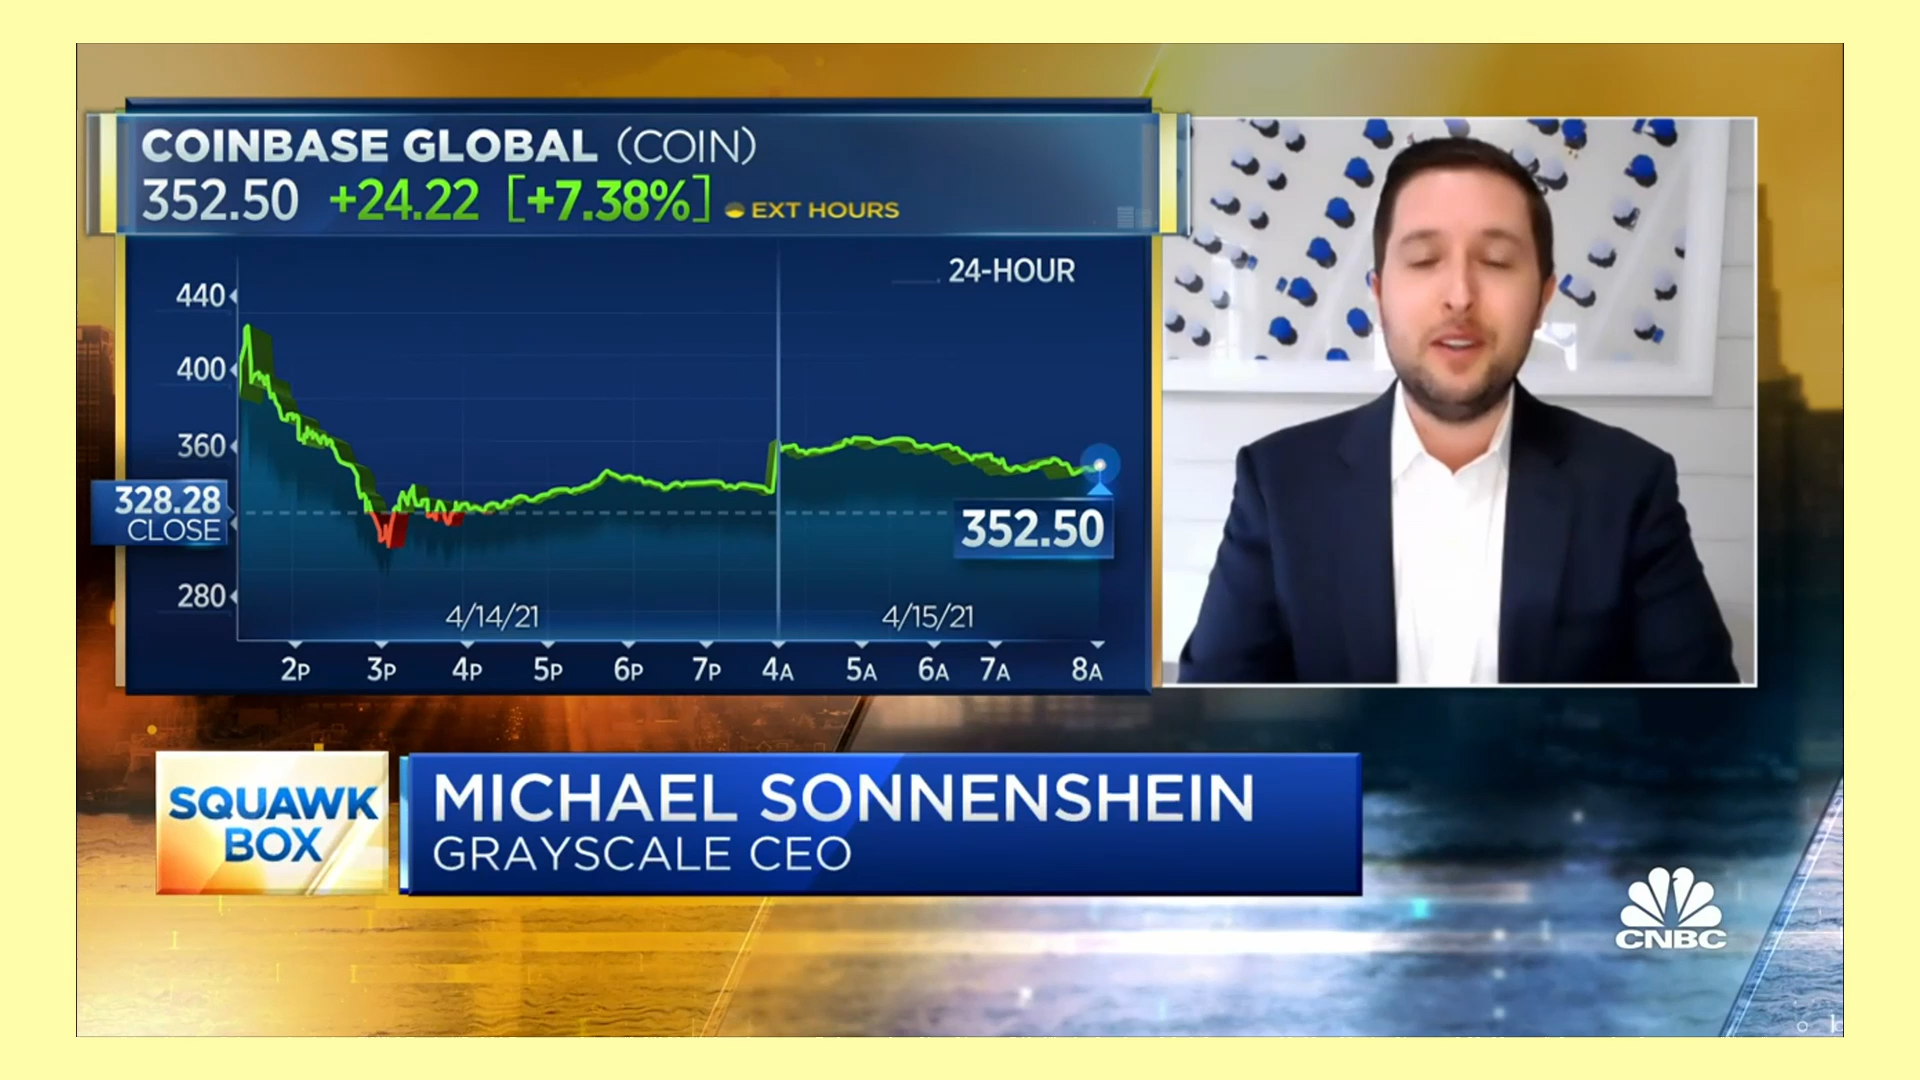 COINBASE GLOBAL (COIN)
352.50 +24.22 [+7.38%] EXT HOURS
24-HOUR
440
400
360
328.28
CLOSE
280
352.50
4/14/21 4/15/21
2P 3P 4P 5P 6P 7P 4A 5A 6A 7A 8A
SQUAWK
BOX
MICHAEL SONNENSHEIN
GRAYSCALE CEO
CNBC